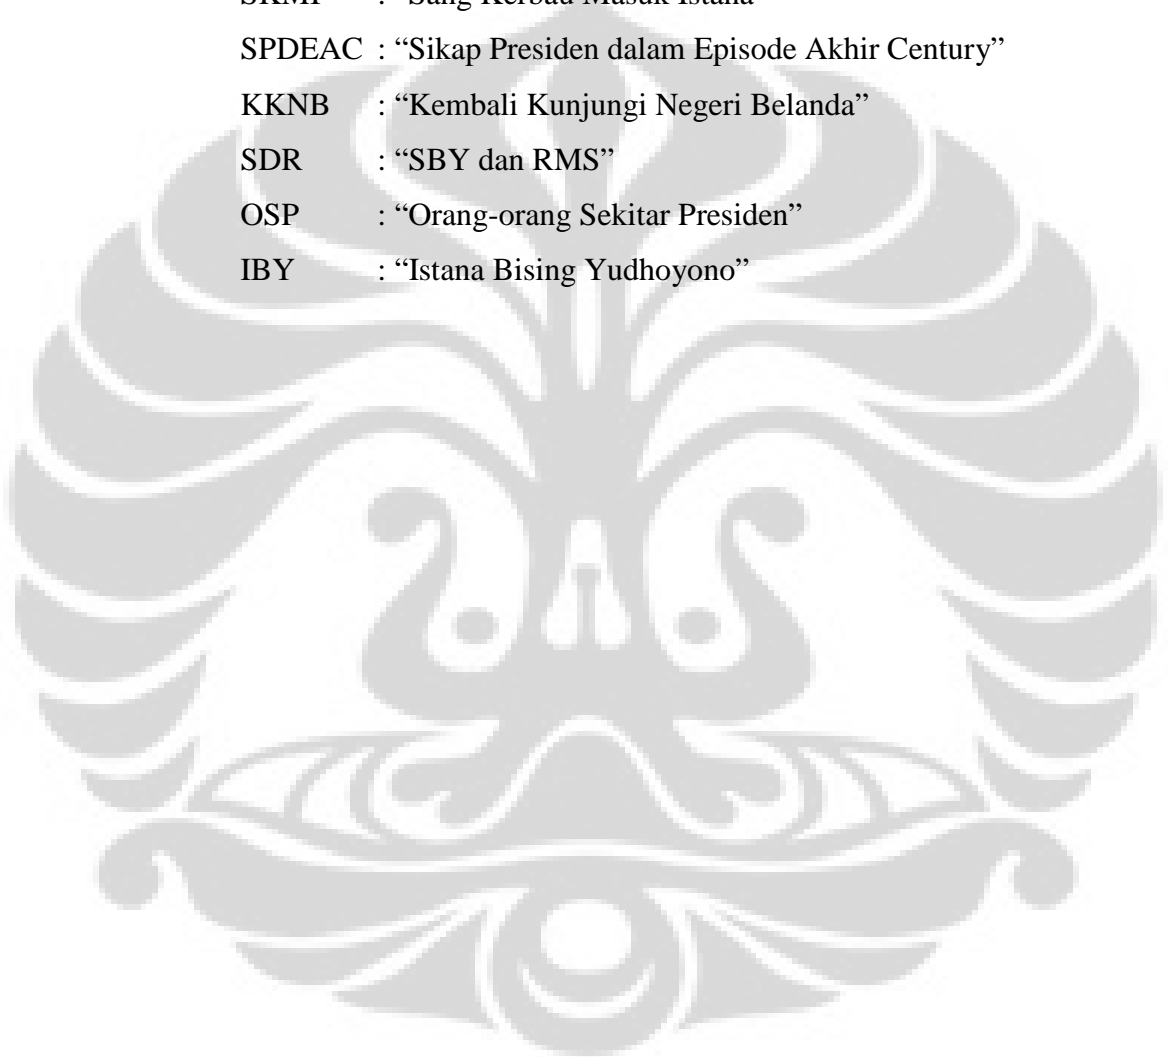 SKMI : “Sang Kerbau Masuk Istana”
SPDEAC : “Sikap Presiden dalam Episode Akhir Century”
KKNB : “Kembali Kunjungi Negeri Belanda”
SDR : “SBY dan RMS”
OSP : “Orang-orang Sekitar Presiden”
IBY : “Istana Bising Yudhoyono”